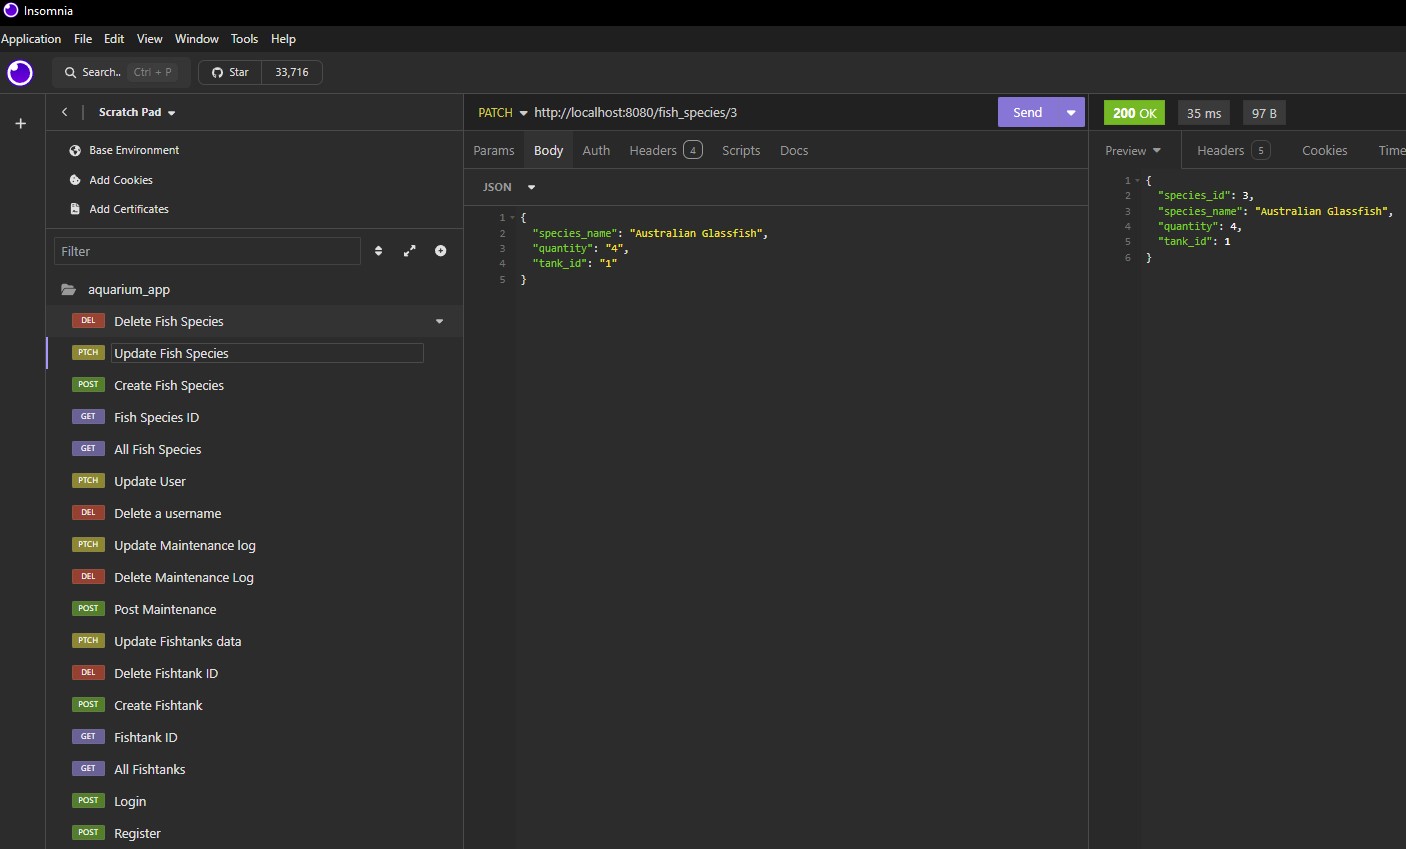 Insomnia
Application File Edit View Window Tools Help
Search.. Ctrl + P Star 33,716
Scratch Pad
Base Environment
Add Cookies
Add Certificates
Filter
aquarium_app
DEL Delete Fish Species
PTCH Update Fish Species
POST Create Fish Species
GET Fish Species ID
GET All Fish Species
PTCH Update User
DEL Delete a username
PTCH Update Maintenance log
DEL Delete Maintenance Log
POST Post Maintenance
PTCH Update Fishtanks data
DEL Delete Fishtank ID
POST Create Fishtank
GET Fishtank ID
GET All Fishtanks
POST Login
POST Register
PATCH http://localhost:8080/fish_species/3 Send
Params Body Auth Headers 4 Scripts Docs
JSON
1 {
2 "species_name": "Australian Glassfish",
3 "quantity": "4",
4 "tank_id": "1"
5 }
200 OK 35 ms 97 B
Preview Headers 5 Cookies Time
1 {
2 "species_id": 3,
3 "species_name": "Australian Glassfish",
4 "quantity": 4,
5 "tank_id": 1
6 }